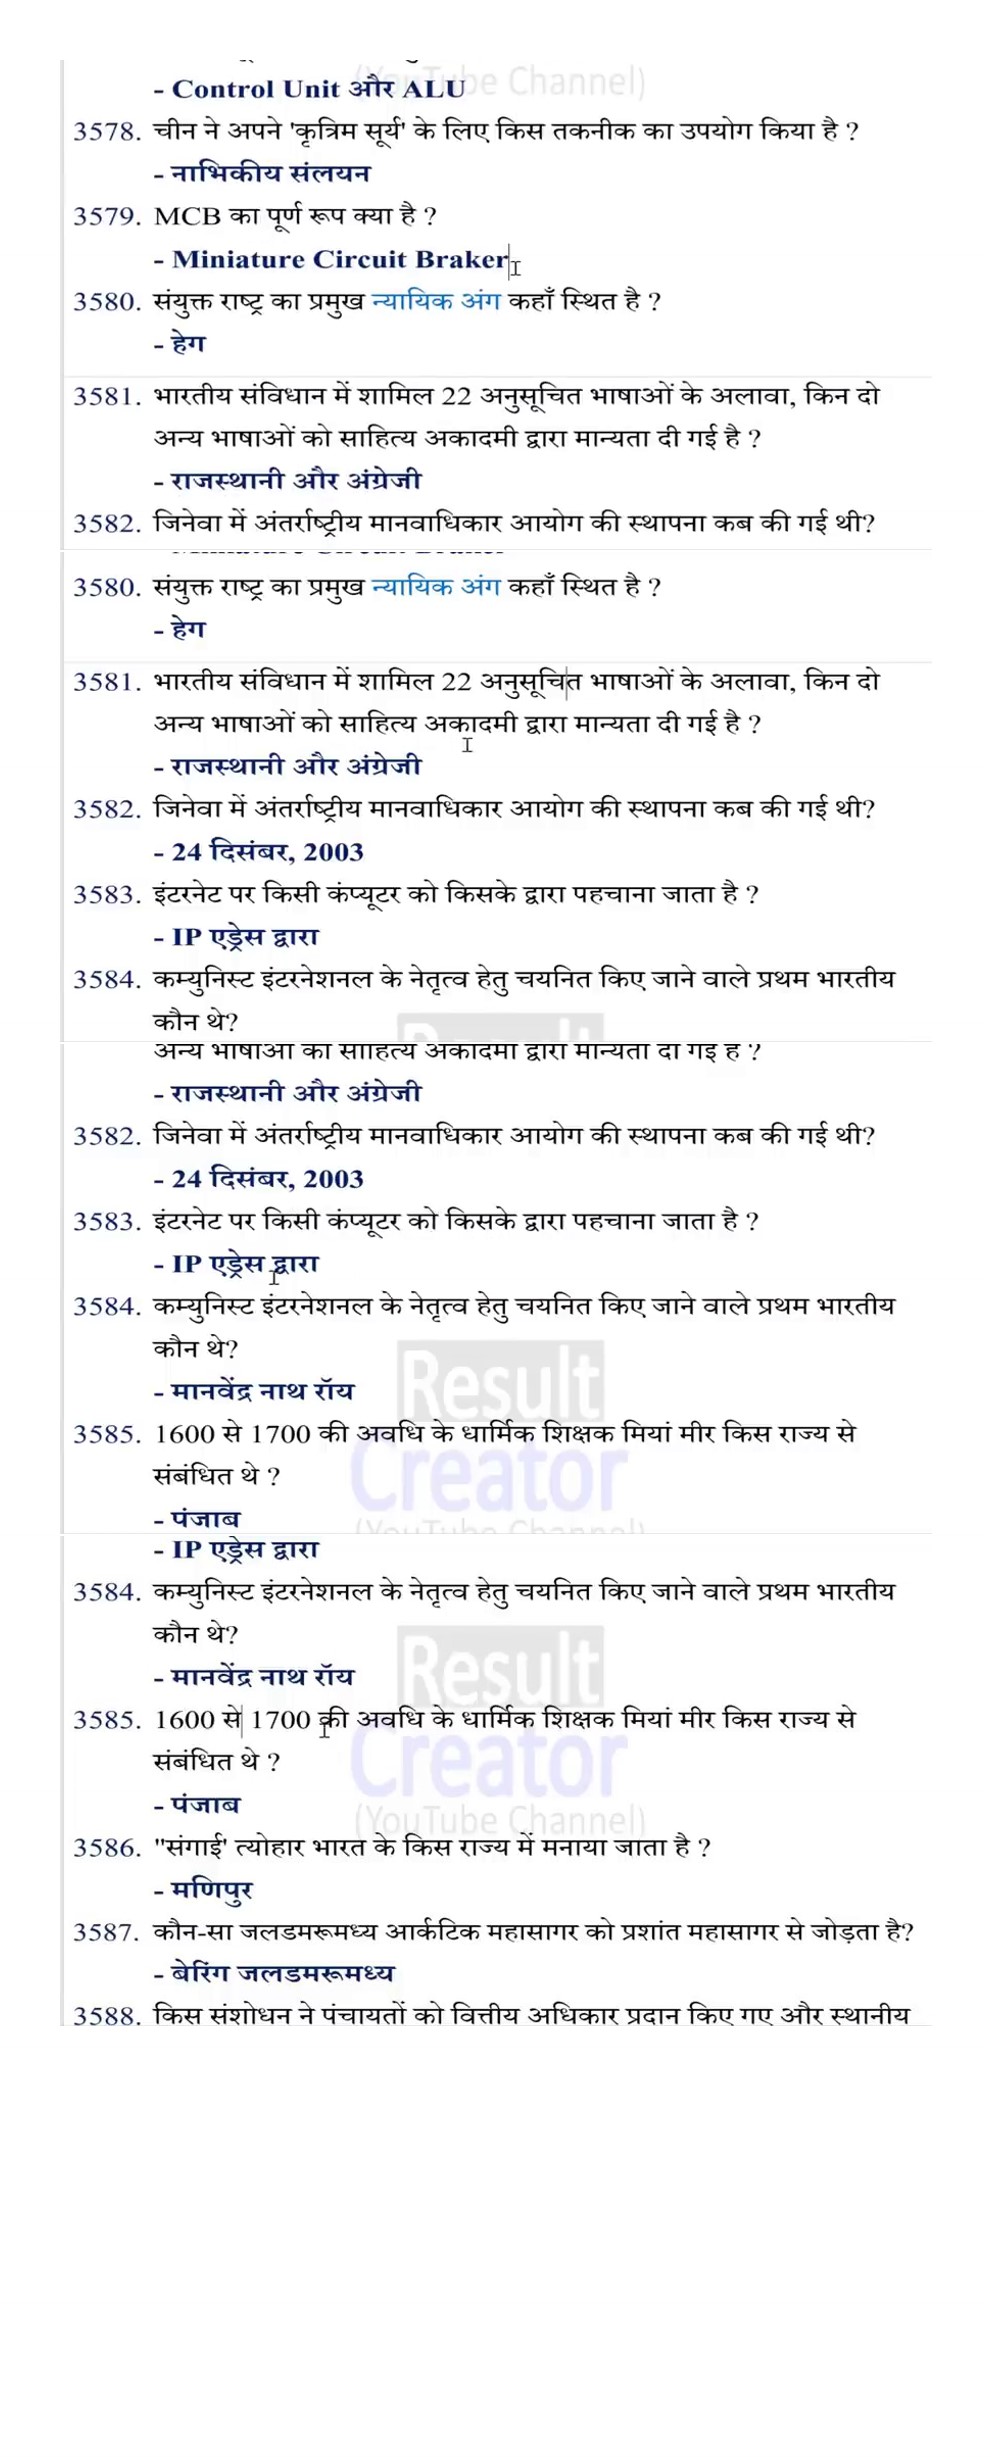 (YouTube Channel)
- Control Unit और ALU
3578. चीन ने अपने 'कृत्रिम सूर्य' के लिए किस तकनीक का उपयोग किया है ?
- नाभिकीय संलयन
3579. MCB का पूर्ण रूप क्या है ?
- Miniature Circuit Braker
3580. संयुक्त राष्ट्र का प्रमुख न्यायिक अंग कहाँ स्थित है ?
- हेग
3581. भारतीय संविधान में शामिल 22 अनुसूचित भाषाओं के अलावा, किन दो
अन्य भाषाओं को साहित्य अकादमी द्वारा मान्यता दी गई है ?
- राजस्थानी और अंग्रेजी
3582. जिनेवा में अंतर्राष्ट्रीय मानवाधिकार आयोग की स्थापना कब की गई थी?
3580. संयुक्त राष्ट्र का प्रमुख न्यायिक अंग कहाँ स्थित है ?
- हेग
3581. भारतीय संविधान में शामिल 22 अनुसूचित भाषाओं के अलावा, किन दो
अन्य भाषाओं को साहित्य अकादमी द्वारा मान्यता दी गई है ?
- राजस्थानी और अंग्रेजी
3582. जिनेवा में अंतर्राष्ट्रीय मानवाधिकार आयोग की स्थापना कब की गई थी?
- 24 दिसंबर, 2003
3583. इंटरनेट पर किसी कंप्यूटर को किसके द्वारा पहचाना जाता है ?
- IP एड्रेस द्वारा
3584. कम्युनिस्ट इंटरनेशनल के नेतृत्व हेतु चयनित किए जाने वाले प्रथम भारतीय
कौन थे?
अन्य भाषाओं को साहित्य अकादमी द्वारा मान्यता दी गई है ?
- राजस्थानी और अंग्रेजी
3582. जिनेवा में अंतर्राष्ट्रीय मानवाधिकार आयोग की स्थापना कब की गई थी?
- 24 दिसंबर, 2003
3583. इंटरनेट पर किसी कंप्यूटर को किसके द्वारा पहचाना जाता है ?
- IP एड्रेस द्वारा
3584. कम्युनिस्ट इंटरनेशनल के नेतृत्व हेतु चयनित किए जाने वाले प्रथम भारतीय
कौन थे?
Result
- मानवेंद्र नाथ रॉय
3585. 1600 से 1700 की अवधि के धार्मिक शिक्षक मियां मीर किस राज्य से
संबंधित थे ?
Creator
- पंजाब
(YouTube Channel)
- IP एड्रेस द्वारा
3584. कम्युनिस्ट इंटरनेशनल के नेतृत्व हेतु चयनित किए जाने वाले प्रथम भारतीय
कौन थे?
Result
- मानवेंद्र नाथ रॉय
3585. 1600 से 1700 की अवधि के धार्मिक शिक्षक मियां मीर किस राज्य से
संबंधित थे ?
Creator
- पंजाब
(YouTube Channel)
3586. "संगाई' त्योहार भारत के किस राज्य में मनाया जाता है ?
- मणिपुर
3587. कौन-सा जलडमरूमध्य आर्कटिक महासागर को प्रशांत महासागर से जोड़ता है?
- बेरिंग जलडमरूमध्य
3588. किस संशोधन ने पंचायतों को वित्तीय अधिकार प्रदान किए गए और स्थानीय